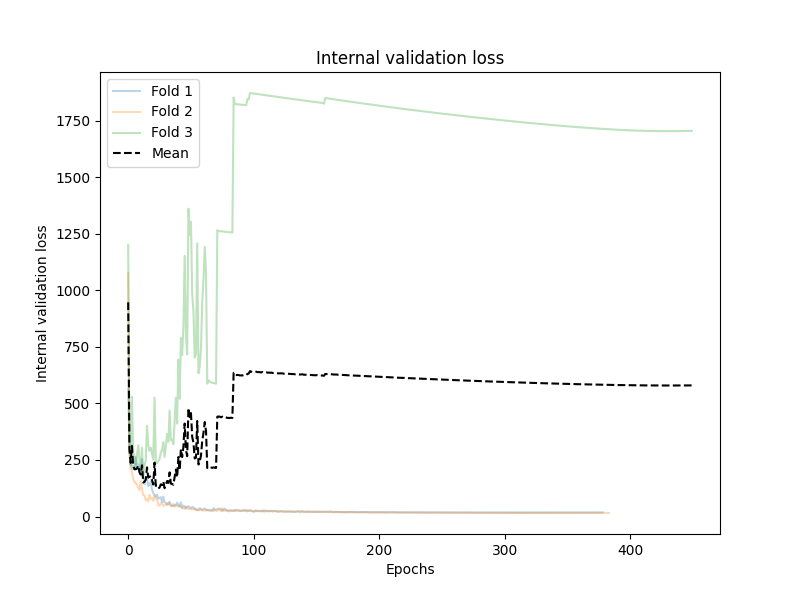 Internal validation loss
Fold 1
Fold 2
Fold 3
Mean
1750
1500
1250
1000
750
500
250
0
Internal validation loss
0 100 200 300 400
Epochs